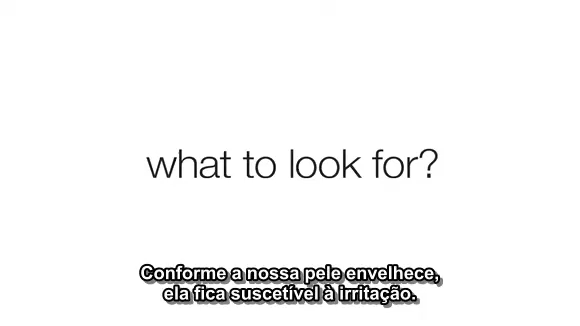 what to look for?
Conforme a nossa pele envelhece,
ela fica suscetível à irritação.